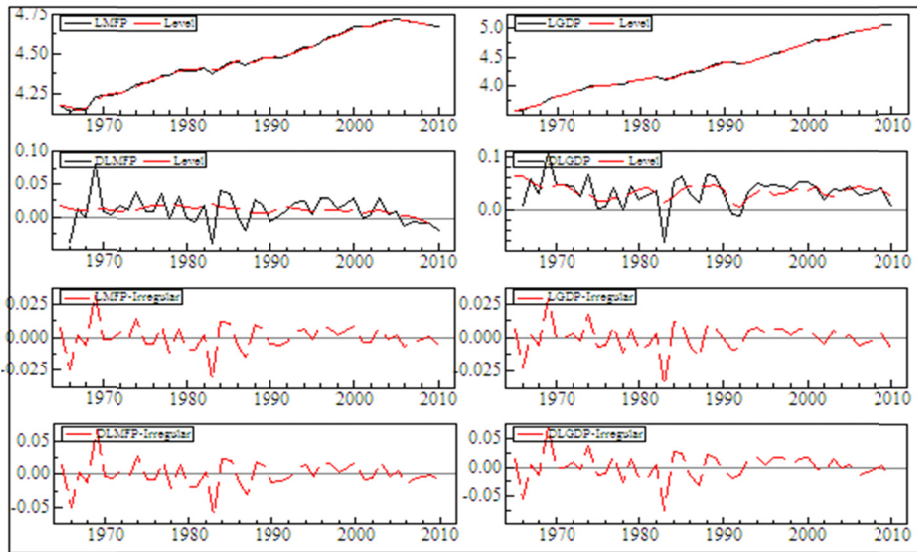 4.75
LMFP Level
4.50
4.25
1970 1980 1990 2000 2010
5.0
LGDP Level
4.5
4.0
1970 1980 1990 2000 2010
0.10
DLMFP Level
0.05
0.00
1970 1980 1990 2000 2010
0.1
DLGDP Level
0.0
1970 1980 1990 2000 2010
0.025
LMFP-Irregular
0.000
-0.025
1970 1980 1990 2000 2010
0.025
LGDP-Irregular
0.000
-0.025
1970 1980 1990 2000 2010
0.05
DLMFP-Irregular
0.00
-0.05
1970 1980 1990 2000 2010
0.05
DLGDP-Irregular
0.00
-0.05
1970 1980 1990 2000 2010